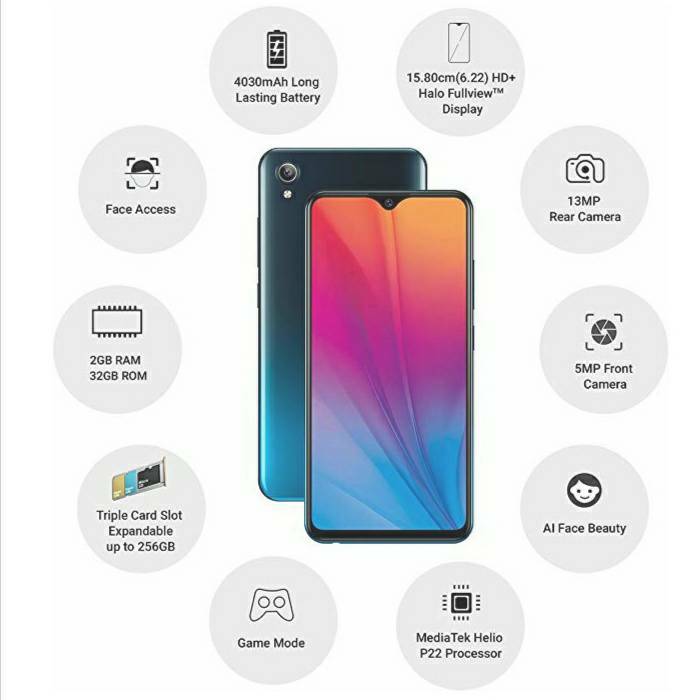 4030mAh Long
Lasting Battery
15.80cm(6.22) HD+
Halo Fullview™
Display
Face Access
13MP
Rear Camera
2GB RAM
32GB ROM
5MP Front
Camera
Triple Card Slot
Expandable
up to 256GB
AI Face Beauty
Game Mode
MediaTek Helio
P22 Processor